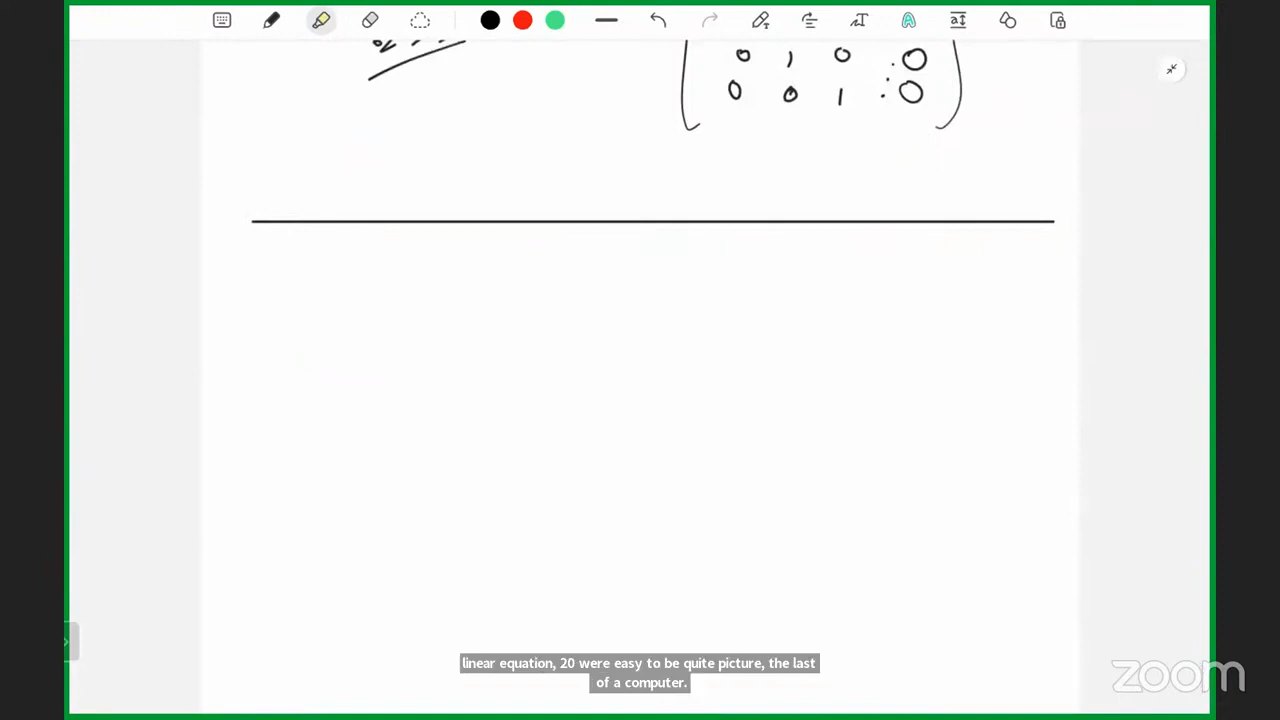 0 1 0 : 0
0 0 1 : 0
linear equation, 20 were easy to be quite picture, the last
of a computer.
zoom